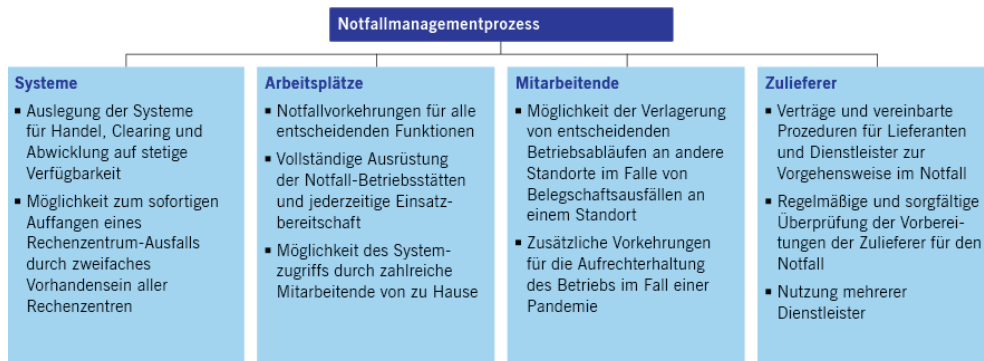 Notfallmanagementprozess
Systeme
▪ Auslegung der Systeme
für Handel, Clearing und
Abwicklung auf stetige
Verfügbarkeit
▪ Möglichkeit zum sofortigen
Auffangen eines
Rechenzentrum-Ausfalls
durch zweifaches
Vorhandensein aller
Rechenzentren
Arbeitsplätze
▪ Notfallvorkehrungen für alle
entscheidenden Funktionen
▪ Vollständige Ausrüstung
der Notfall-Betriebsstätten
und jederzeitige Einsatz-
bereitschaft
▪ Möglichkeit des System-
zugriffs durch zahlreiche
Mitarbeitende von zu Hause
Mitarbeitende
▪ Möglichkeit der Verlagerung
von entscheidenden
Betriebsabläufen an andere
Standorte im Falle von
Belegschaftsausfällen an
einem Standort
▪ Zusätzliche Vorkehrungen
für die Aufrechterhaltung
des Betriebs im Fall einer
Pandemie
Zulieferer
▪ Verträge und vereinbarte
Prozeduren für Lieferanten
und Dienstleister zur
Vorgehensweise im Notfall
▪ Regelmäßige und sorgfältige
Überprüfung der Vorberei-
tungen der Zulieferer für den
Notfall
▪ Nutzung mehrerer
Dienstleister